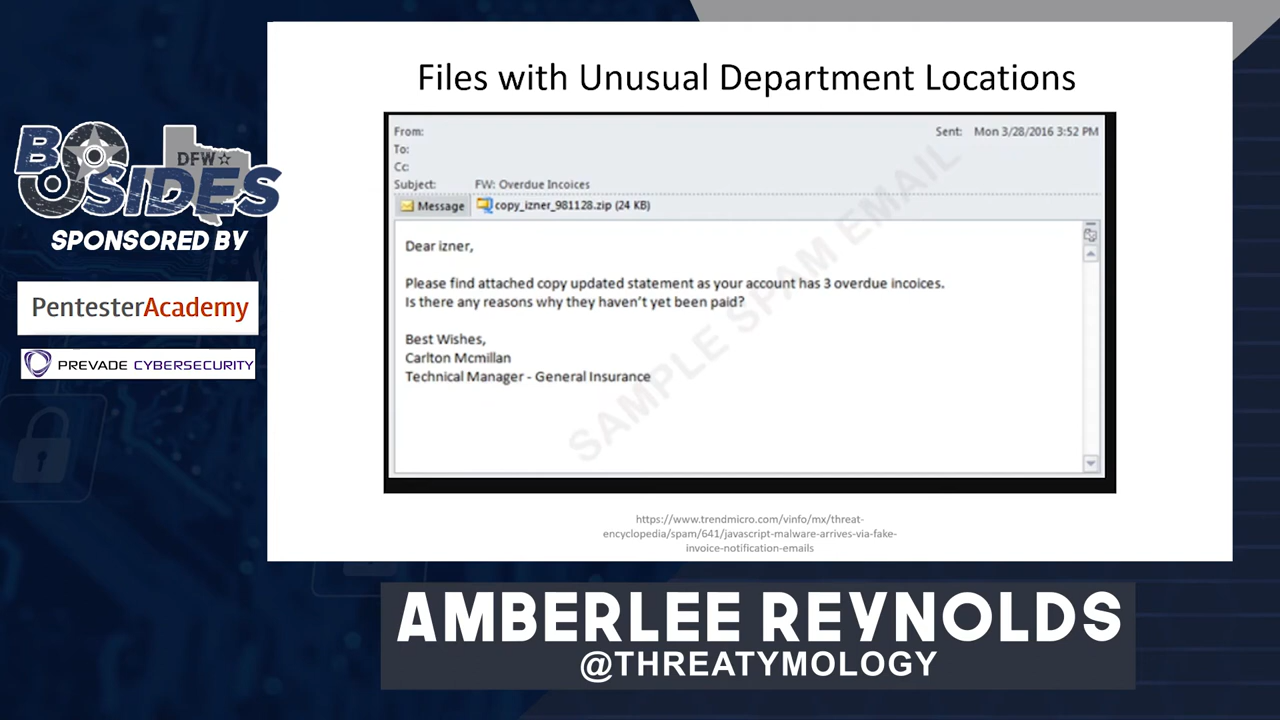 Files with Unusual Department Locations
From:
Sent: Mon 3/28/2016 3:52 PM
To:
Cc:
Subject: FW: Overdue Incoices
Message copy_izner_981128.zip (24 KB)
Dear izner,
Please find attached copy updated statement as your account has 3 overdue incoices.
Is there any reasons why they haven't yet been paid?
Best Wishes,
Carlton Mcmillan
Technical Manager - General Insurance
SAMPLE SPAM EMAIL
https://www.trendmicro.com/vinfo/mx/threat-
encyclopedia/spam/641/javascript-malware-arrives-via-fake-
invoice-notification-emails
BSIDES
DFW
SPONSORED BY
PentesterAcademy
PREVADE CYBERSECURITY
AMBERLEE REYNOLDS
@THREATYMOLOGY